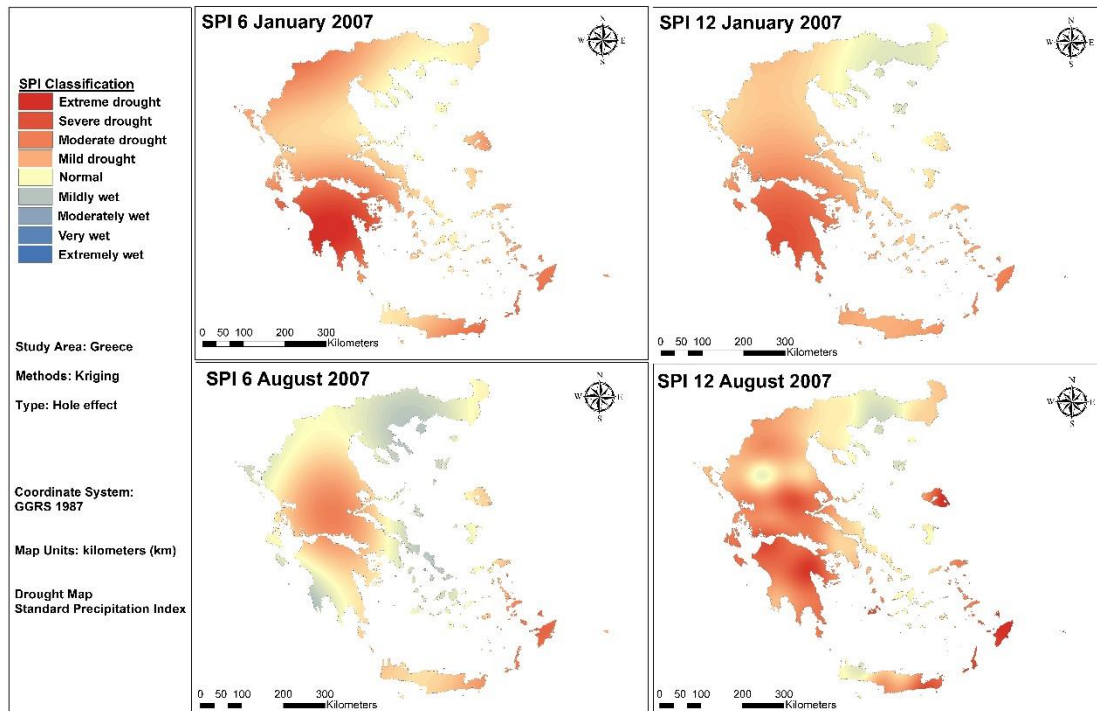 SPI Classification
Extreme drought
Severe drought
Moderate drought
Mild drought
Normal
Mildly wet
Moderately wet
Very wet
Extremely wet
Study Area: Greece
Methods: Kriging
Type: Hole effect
Coordinate System:
GGRS 1987
Map Units: kilometers (km)
Drought Map
Standard Precipitation Index
SPI 6 January 2007
N
W E
S
0 50 100 200 300
Kilometers
SPI 12 January 2007
N
W E
S
0 50 100 200 300
Kilometers
SPI 6 August 2007
N
W E
S
0 50 100 200 300
Kilometers
SPI 12 August 2007
N
W E
S
0 50 100 200 300
Kilometers